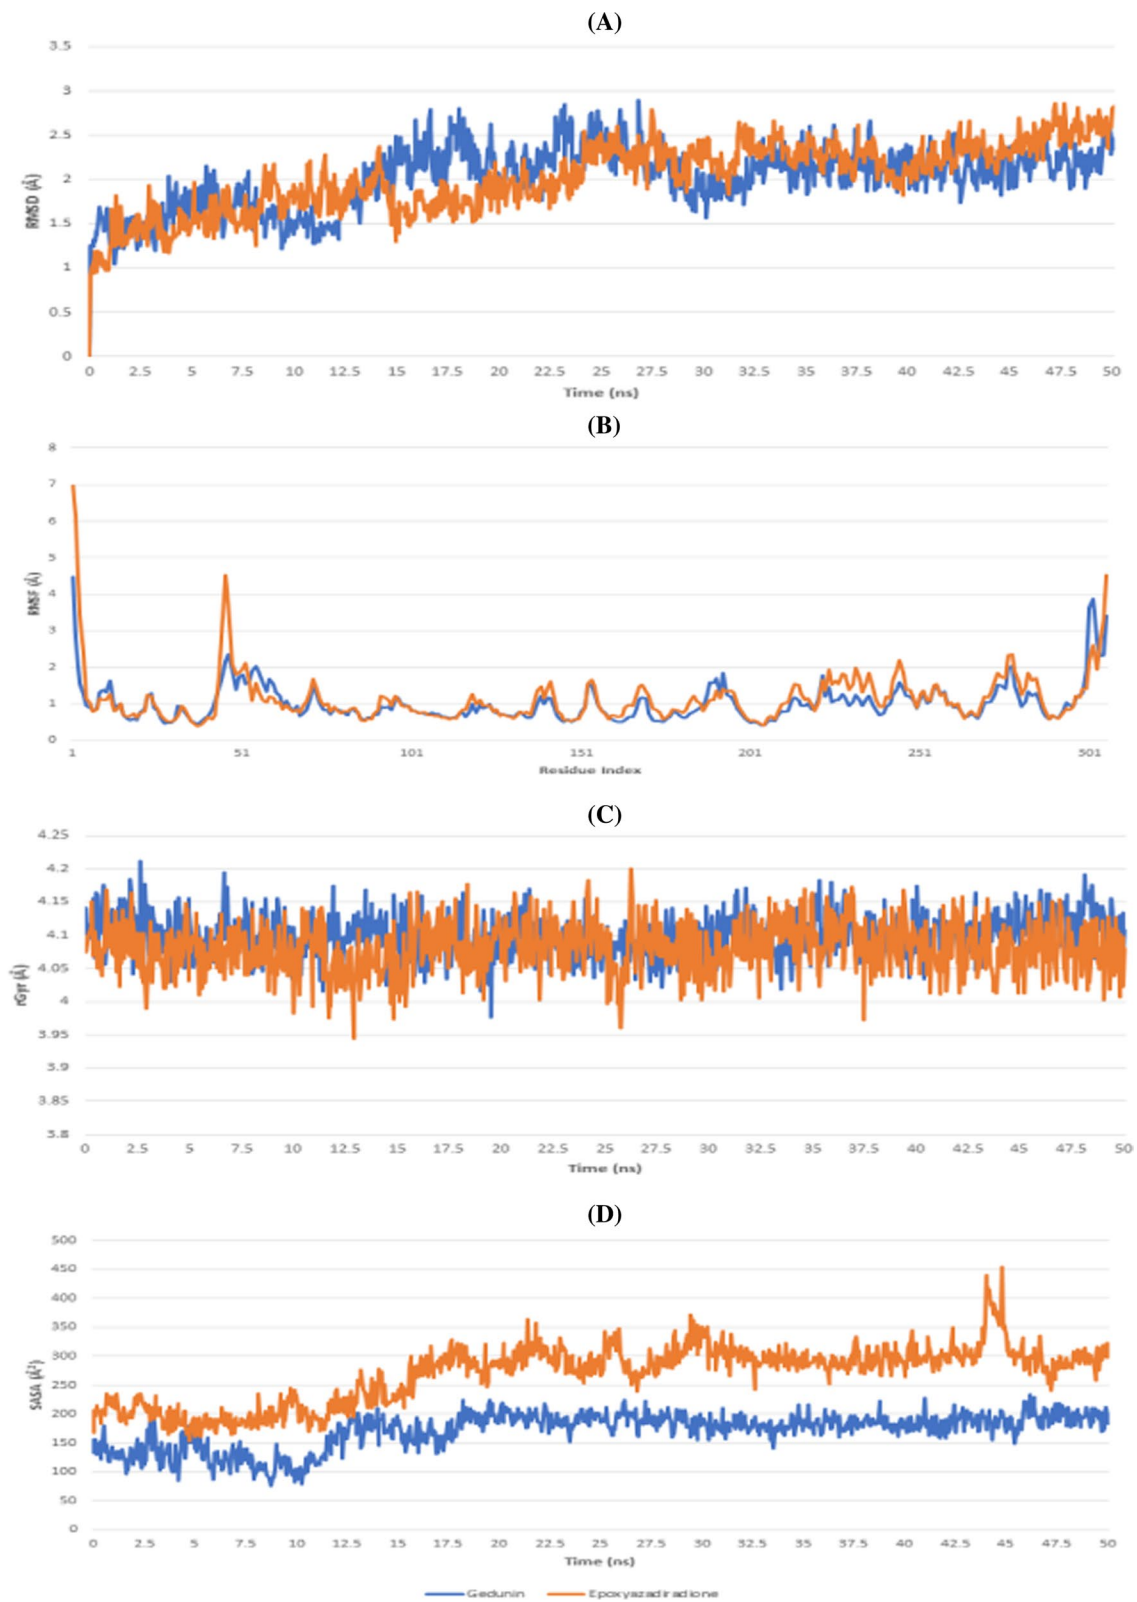 (A)
3.5
3
2.5
2
1.5
1
0.5
0
RMSD (Å)
0 2.5 5 7.5 10 12.5 15 17.5 20 22.5 25 27.5 30 32.5 35 37.5 40 42.5 45 47.5 50
Time (ns)
(B)
8
7
6
5
4
3
2
1
0
RMSF (Å)
1 51 101 151 201 251 301
Residue Index
(C)
4.25
4.2
4.15
4.1
4.05
4
3.95
3.9
3.85
3.8
rGyr (Å)
0 2.5 5 7.5 10 12.5 15 17.5 20 22.5 25 27.5 30 32.5 35 37.5 40 42.5 45 47.5 50
Time (ns)
(D)
500
450
400
350
300
250
200
150
100
50
0
SASA (Å²)
0 2.5 5 7.5 10 12.5 15 17.5 20 22.5 25 27.5 30 32.5 35 37.5 40 42.5 45 47.5 50
Time (ns)
Gedunin Epoxyazadiradione